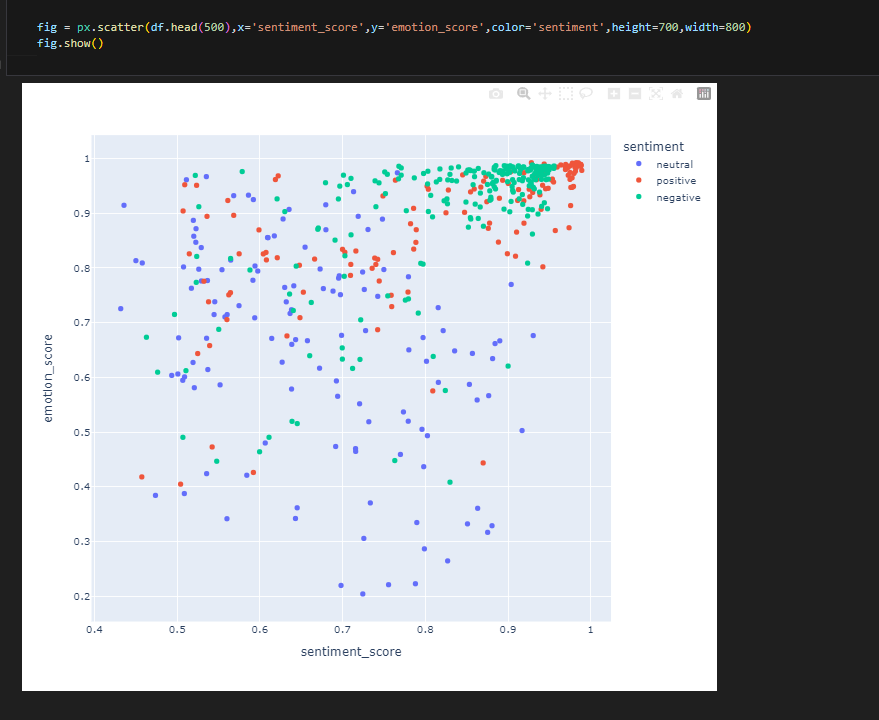 fig = px.scatter(df.head(500),x='sentiment_score',y='emotion_score',color='sentiment',height=700,width=800)
fig.show()
sentiment
neutral
positive
negative
1
0.9
0.8
0.7
0.6
0.5
0.4
0.3
0.2
emotion_score
0.4 0.5 0.6 0.7 0.8 0.9 1
sentiment_score